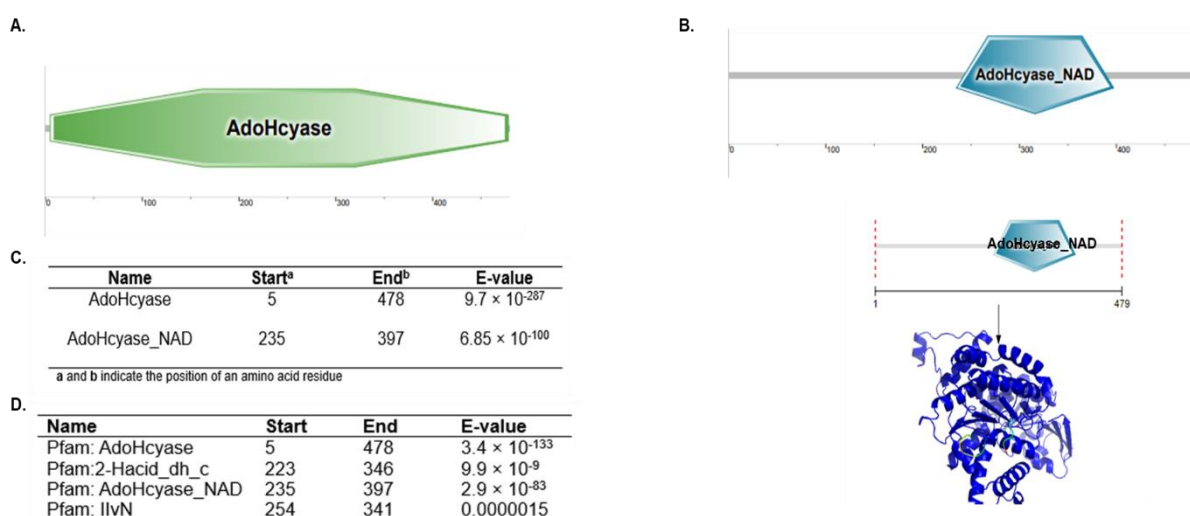 A.
AdoHcyase
0 100 200 300 400
B.
AdoHcyase_NAD
0 100 200 300 400
AdoHcyase_NAD
1 479
C.
Name Startᵃ Endᵇ E-value
AdoHcyase 5 478 9.7 × 10⁻²⁸⁷
AdoHcyase_NAD 235 397 6.85 × 10⁻¹⁰⁰
a and b indicate the position of an amino acid residue
D.
Name Start End E-value
Pfam: AdoHcyase 5 478 3.4 × 10⁻¹³³
Pfam:2-Hacid_dh_c 223 346 9.9 × 10⁻⁹
Pfam: AdoHcyase_NAD 235 397 2.9 × 10⁻⁸³
Pfam: IlvN 254 341 0.0000015